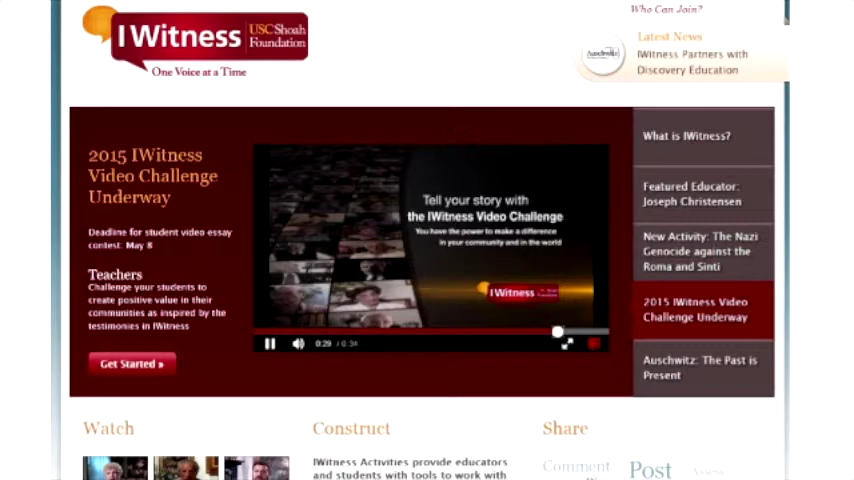 Who Can Join?
IWitness
USC Shoah
Foundation
One Voice at a Time
Latest News
IWitness Partners with
Discovery Education
Auschwitz
2015 IWitness
Video Challenge
Underway
Deadline for student video essay
contest: May 8
Teachers
Challenge your students to
create positive value in their
communities as inspired by the
testimonies in IWitness
Get Started »
Tell your story with
the IWitness Video Challenge
You have the power to make a difference
in your community and in the world
IWitness
0:29 / 0:34
What is IWitness?
Featured Educator:
Joseph Christensen
New Activity: The Nazi
Genocide against the
Roma and Sinti
2015 IWitness Video
Challenge Underway
Auschwitz: The Past is
Present
Watch
Construct
IWitness Activities provide educators
and students with tools to work with
Share
Comment
Post